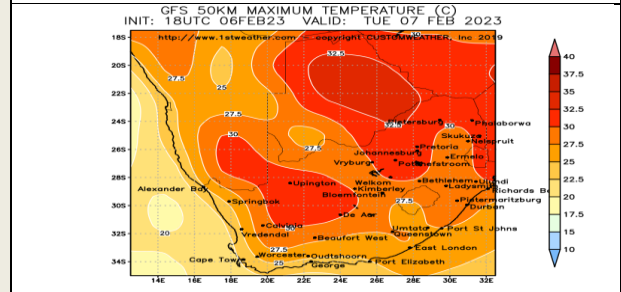 GFS 50KM MAXIMUM TEMPERATURE (C)
INIT: 18UTC 06FEB23 VALID: TUE 07 FEB 2023
http://www.1stweather.com - copyright CUSTOMWEATHER, Inc 2019
30
32.5
27.5
25
27.5
30
27.5
32.5
30
Pietersburg
Phalaborwa
Skukuza
Nelspruit
Pretoria
Johannesburg
Ermelo
Vryburg
Potchefstroom
Welkom
Bethlehem
Ulundi
Alexander Bay
Upington
Kimberley
Ladysmith
Richards B
Bloemfontein
Springbok
27.5
Pietermaritzburg
Durban
De Aar
20
Calvinia
30
Vredendal
Beaufort West
Umtata
Port St Johns
Queenstown
27.5
East London
Cape Town
Worcester
Oudtshoorn
25
George
Port Elizabeth
18S
20S
22S
24S
26S
28S
30S
32S
34S
14E 16E 18E 20E 22E 24E 26E 28E 30E 32E
40
37.5
35
32.5
30
27.5
25
22.5
20
17.5
15
10